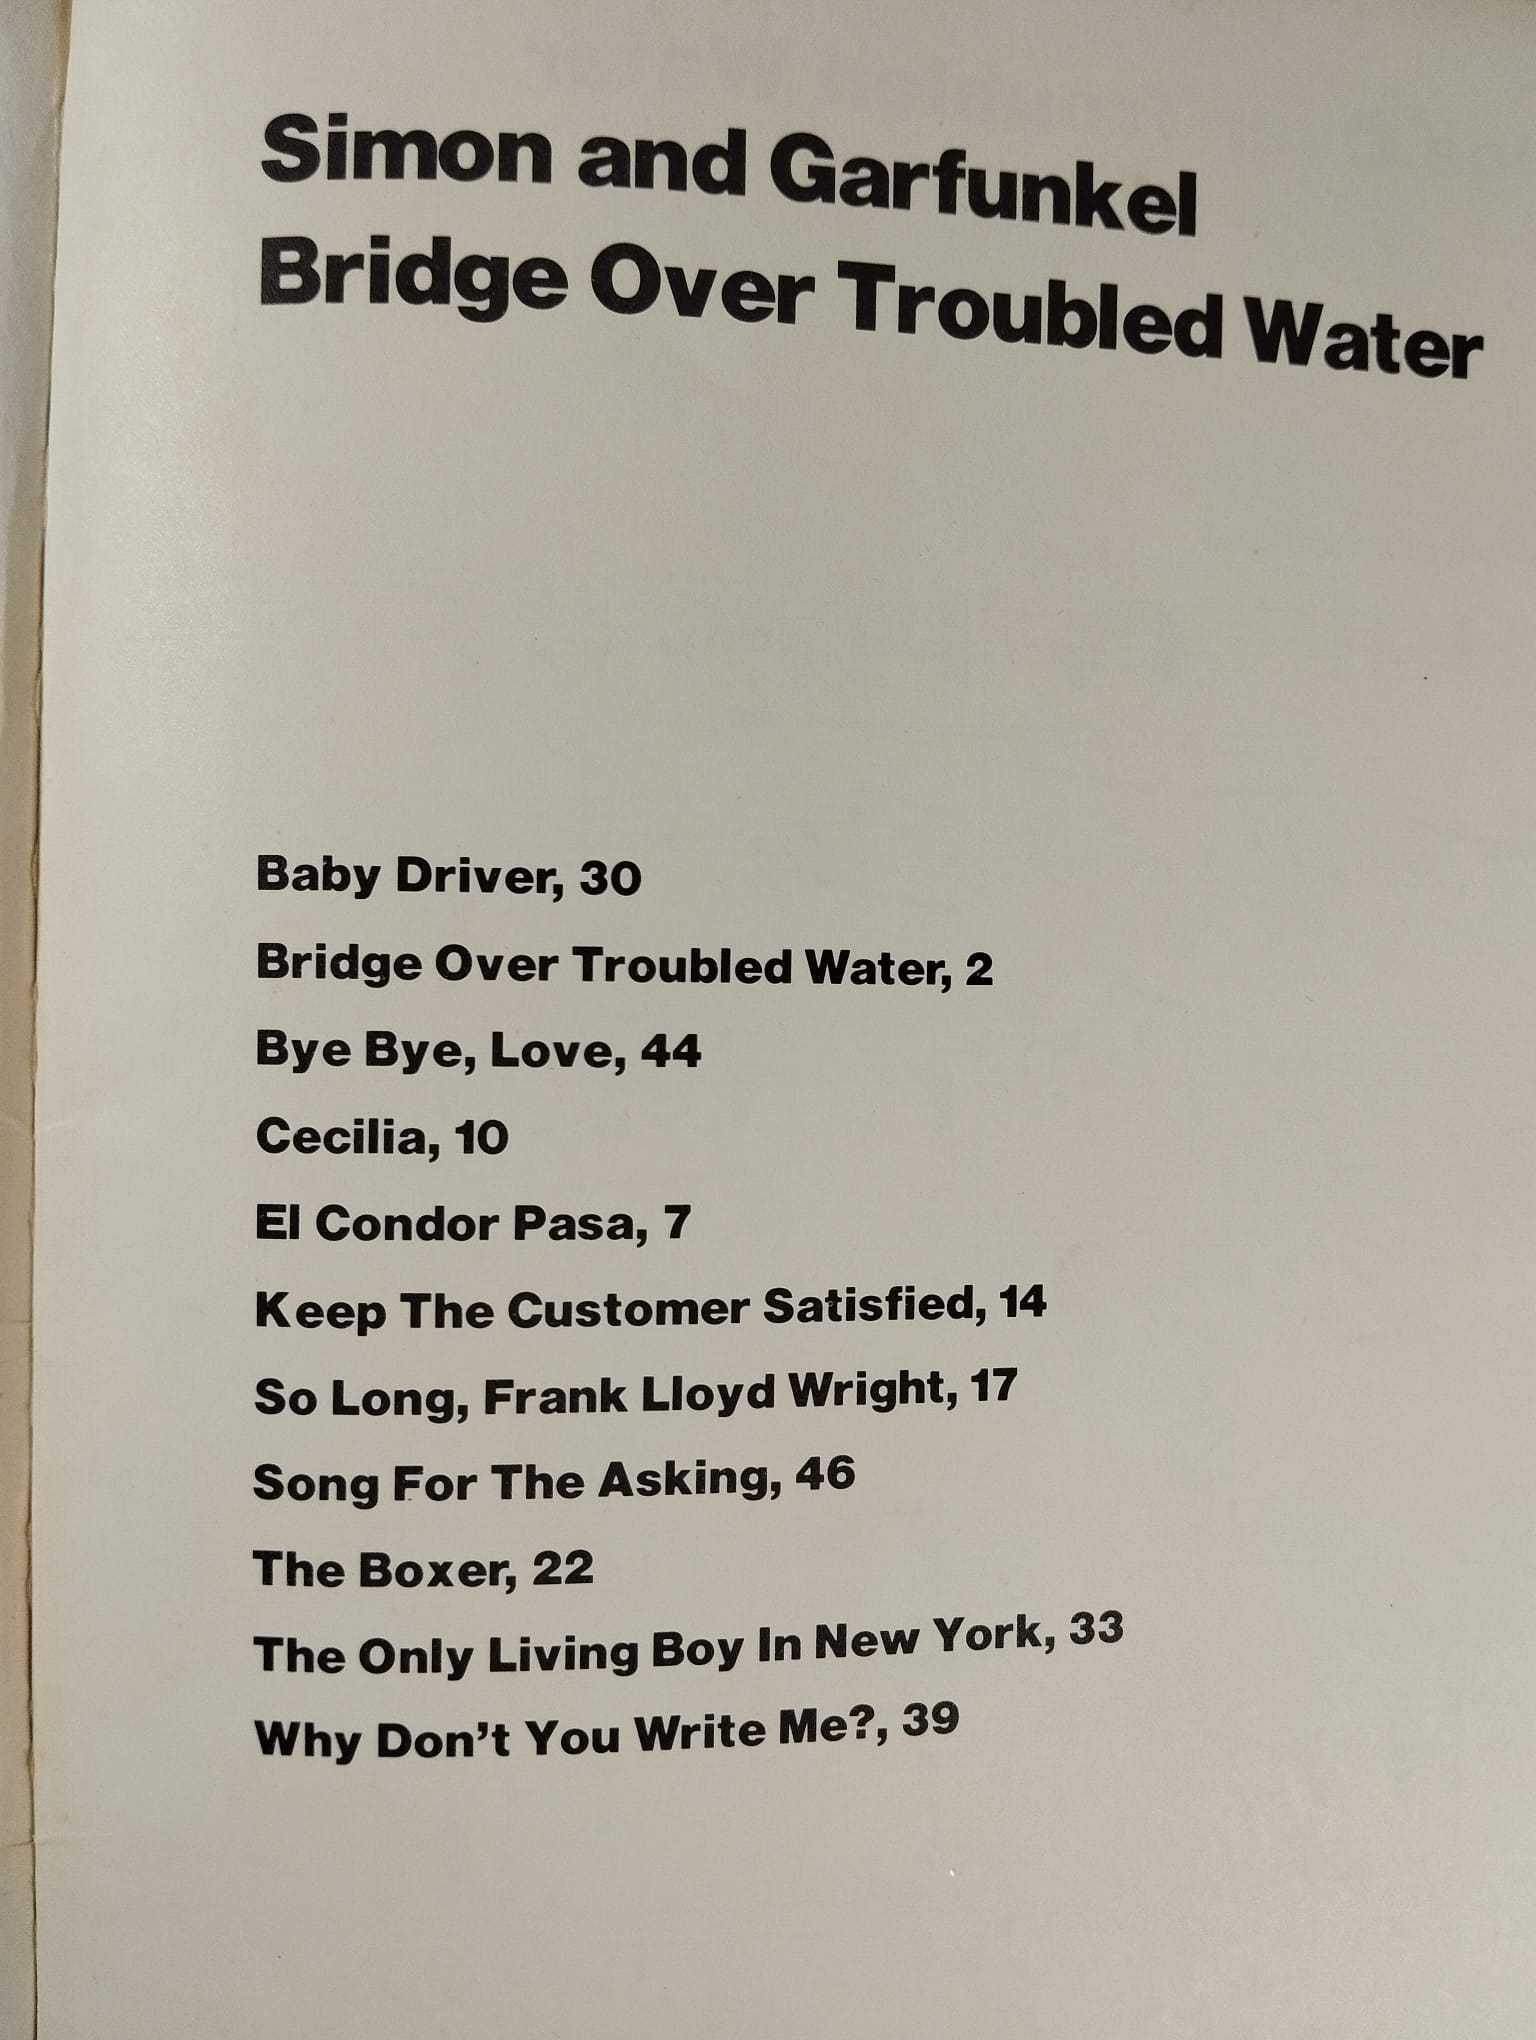 Simon and Garfunkel
Bridge Over Troubled Water
Baby Driver, 30
Bridge Over Troubled Water, 2
Bye Bye, Love, 44
Cecilia, 10
El Condor Pasa, 7
Keep The Customer Satisfied, 14
So Long, Frank Lloyd Wright, 17
Song For The Asking, 46
The Boxer, 22
The Only Living Boy In New York, 33
Why Don't You Write Me?, 39